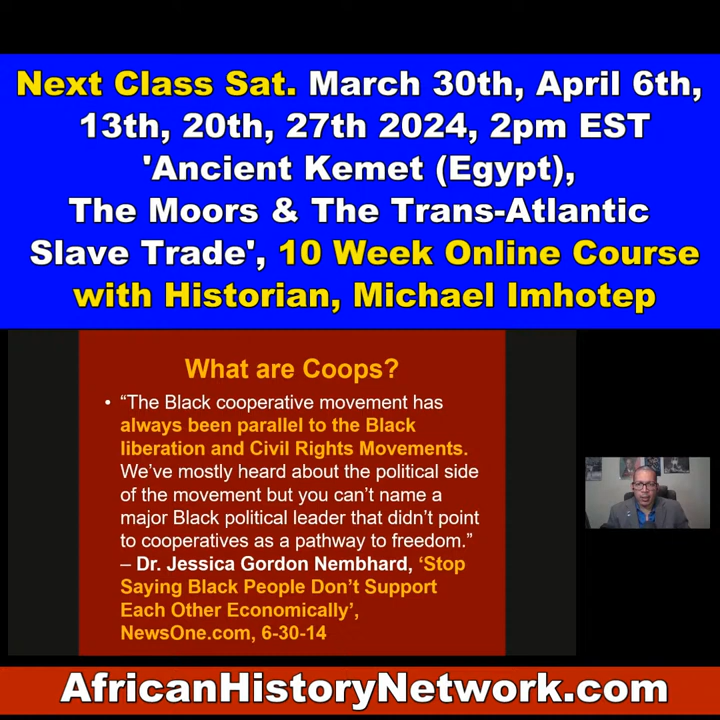 Next Class Sat. March 30th, April 6th,
13th, 20th, 27th 2024, 2pm EST
'Ancient Kemet (Egypt),
The Moors & The Trans-Atlantic
Slave Trade', 10 Week Online Course
with Historian, Michael Imhotep
What are Coops?
• “The Black cooperative movement has
always been parallel to the Black
liberation and Civil Rights Movements.
We’ve mostly heard about the political side
of the movement but you can’t name a
major Black political leader that didn’t point
to cooperatives as a pathway to freedom.”
– Dr. Jessica Gordon Nembhard, ‘Stop
Saying Black People Don’t Support
Each Other Economically’,
NewsOne.com, 6-30-14
AfricanHistoryNetwork.com